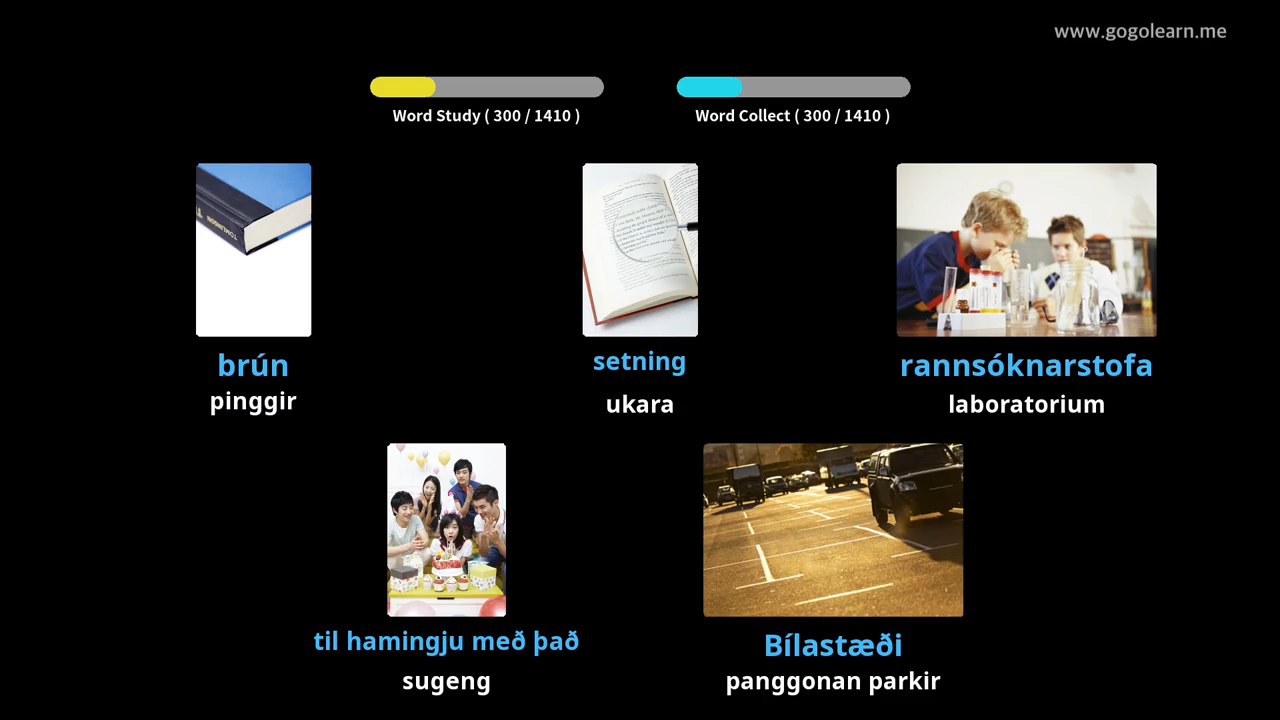 www.gogolearn.me
Word Study ( 300 / 1410 )
Word Collect ( 300 / 1410 )
TOMLINSON
brún
pinggir
setning
ukara
rannsóknarstofa
laboratorium
til hamingju með það
sugeng
Bílastæði
panggonan parkir